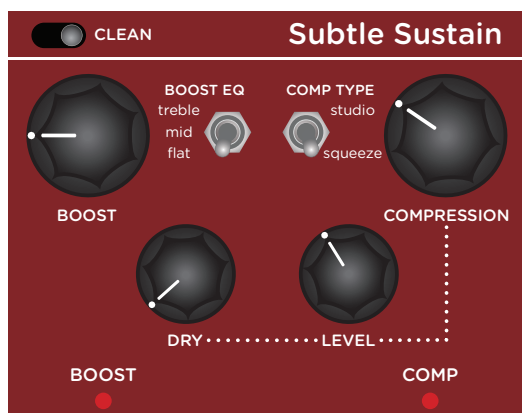 CLEAN
Subtle Sustain
BOOST EQ
treble
mid
flat
COMP TYPE
studio
squeeze
BOOST
COMPRESSION
DRY
LEVEL
BOOST
COMP